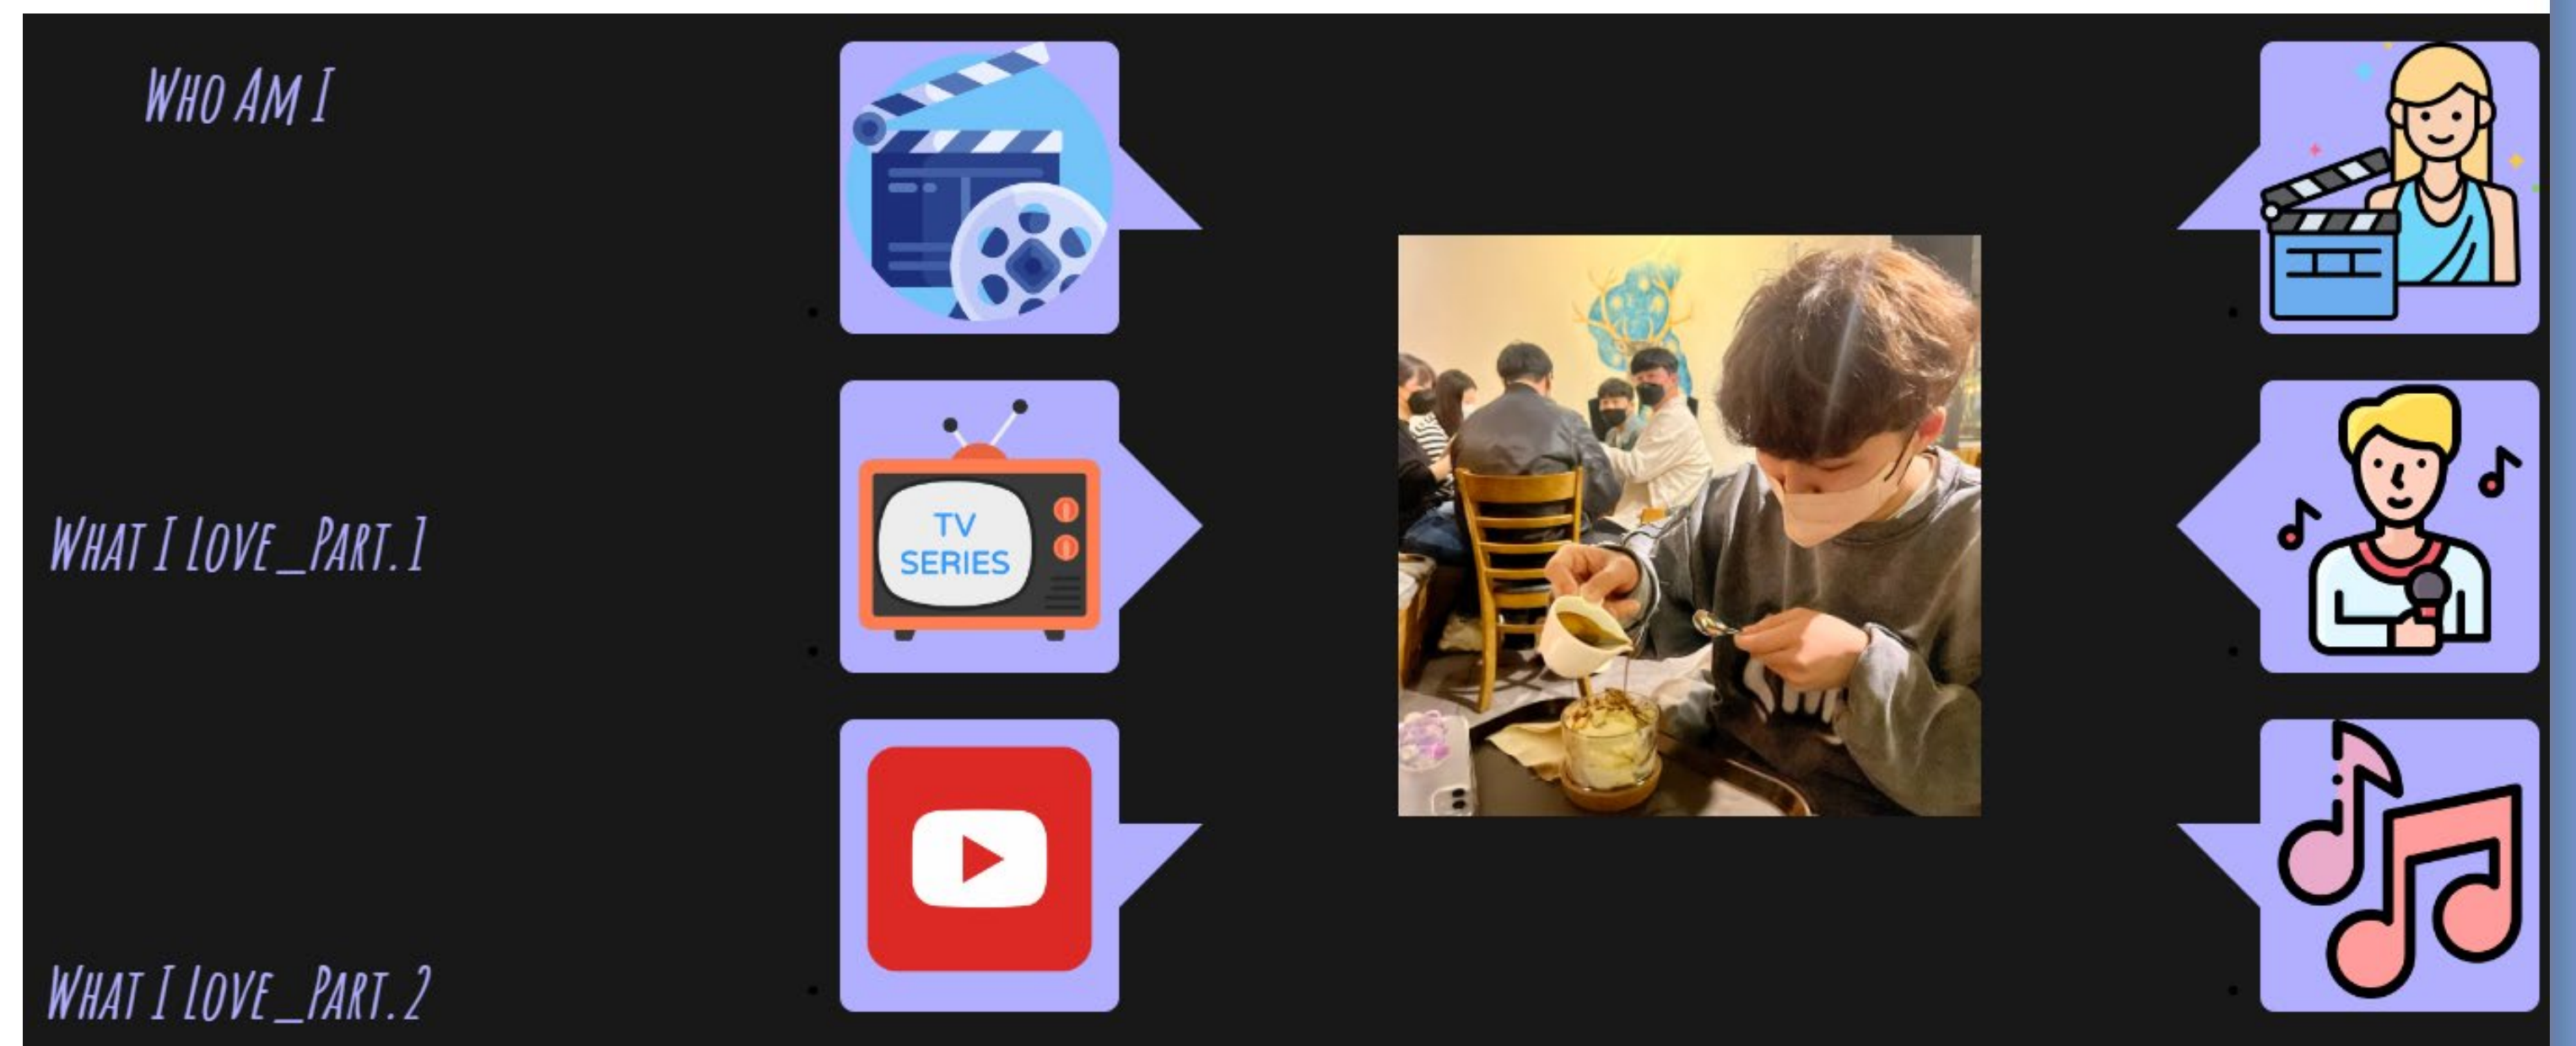 Who Am I
What I Love_Part.1
TV
SERIES
What I Love_Part.2